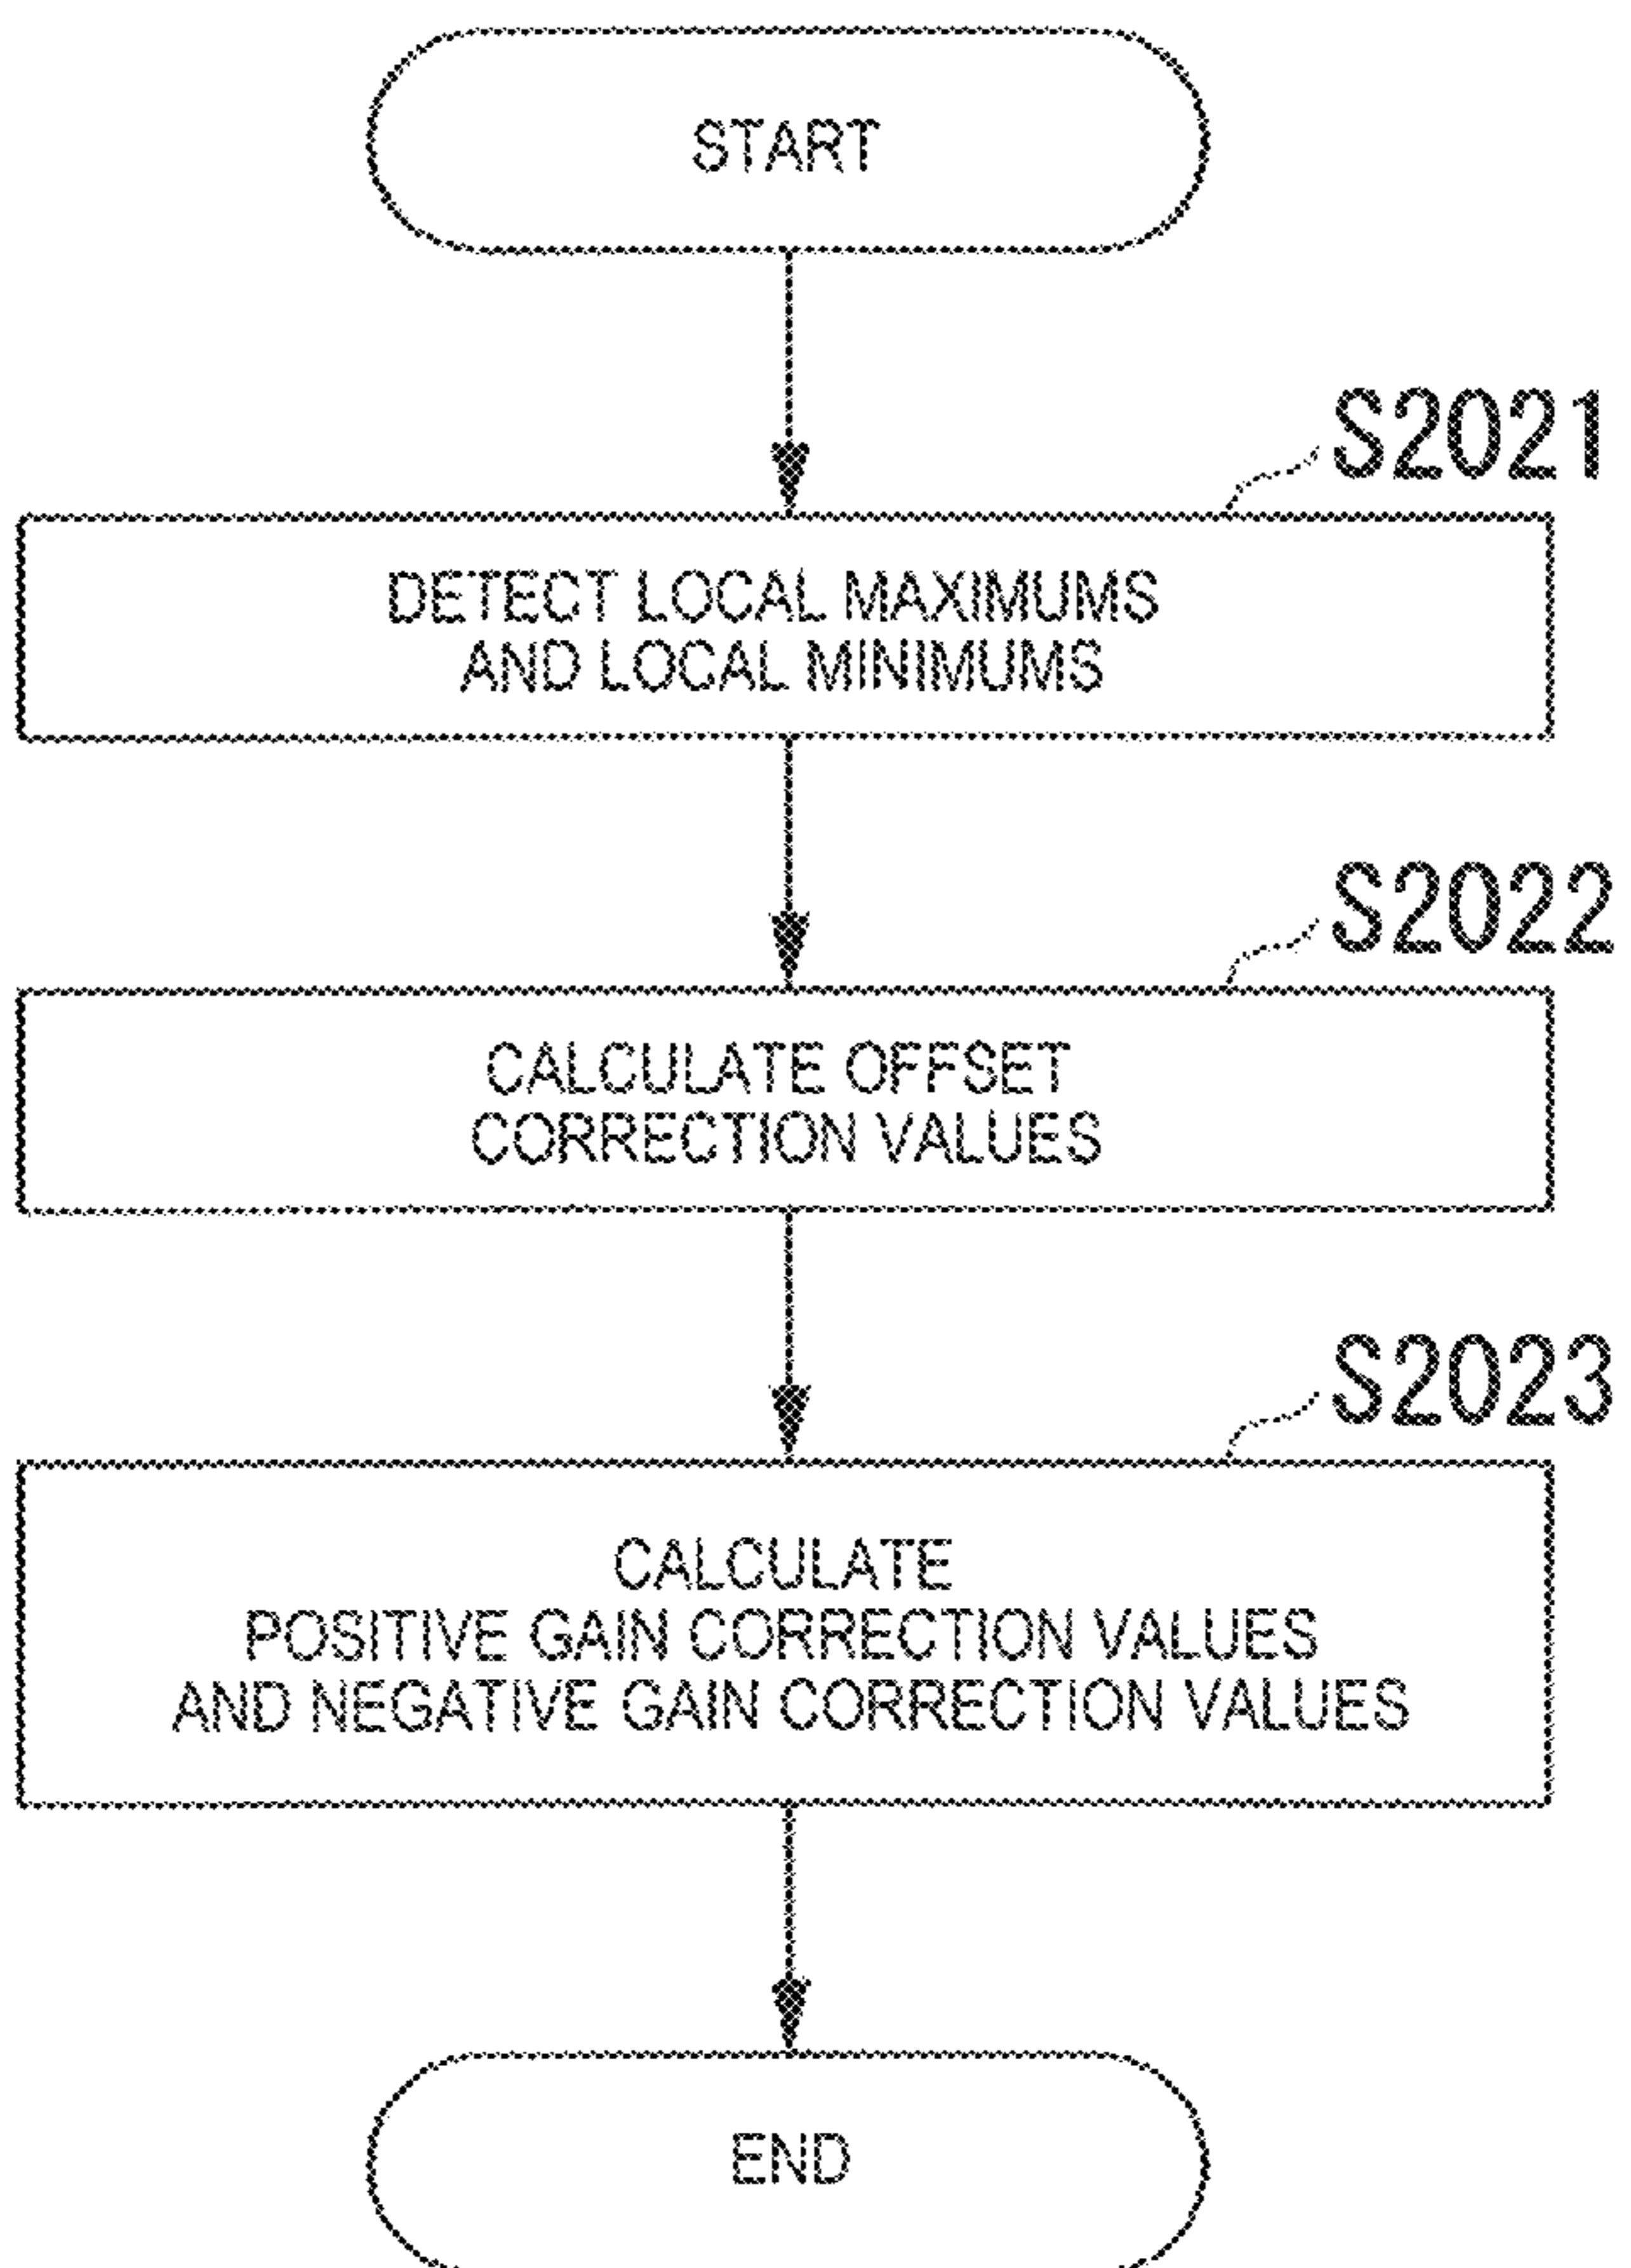 START
S2021
DETECT LOCAL MAXIMUMS
AND LOCAL MINIMUMS
S2022
CALCULATE OFFSET
CORRECTION VALUES
S2023
CALCULATE
POSITIVE GAIN CORRECTION VALUES
AND NEGATIVE GAIN CORRECTION VALUES
END